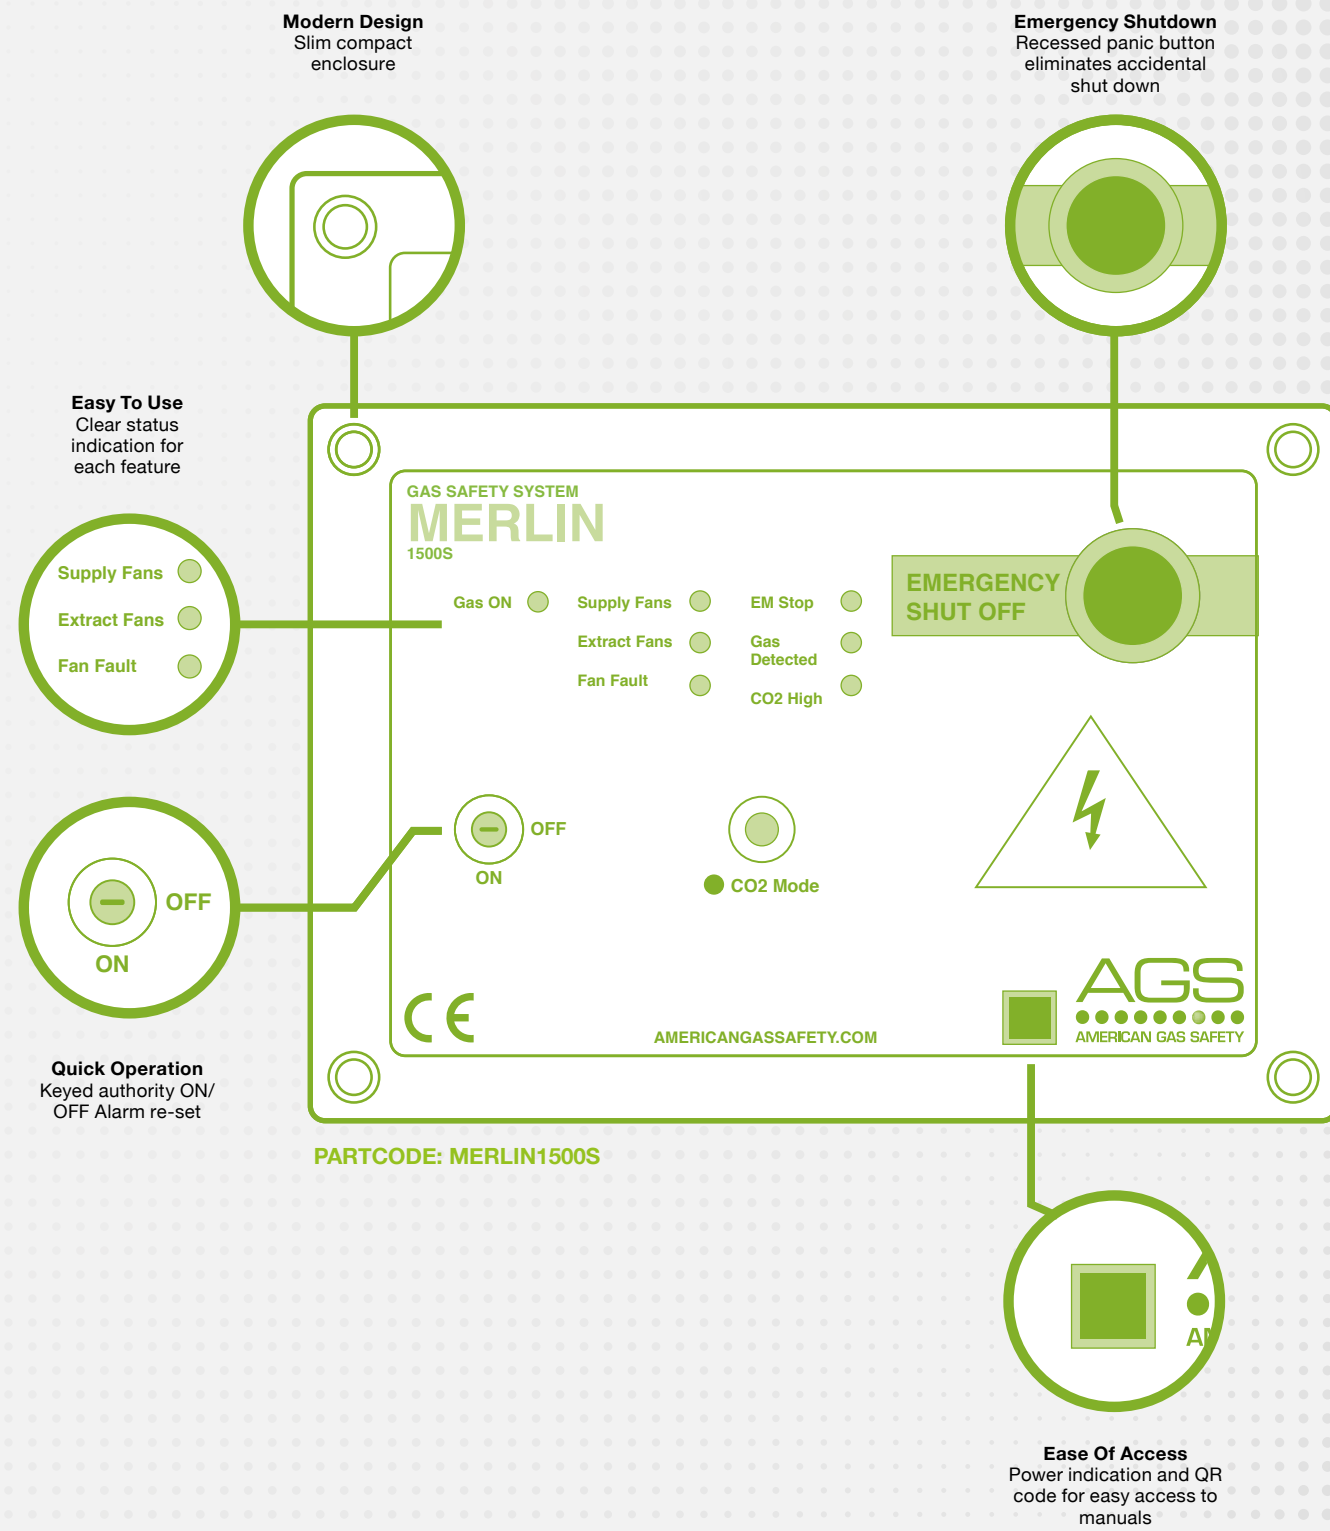 Modern Design
Slim compact
enclosure
Emergency Shutdown
Recessed panic button
eliminates accidental
shut down
Easy To Use
Clear status
indication for
each feature
Supply Fans
Extract Fans
Fan Fault
GAS SAFETY SYSTEM
MERLIN
1500S
Gas ON
Supply Fans
Extract Fans
Fan Fault
EM Stop
Gas
Detected
CO2 High
EMERGENCY
SHUT OFF
OFF
ON
OFF
ON
CO2 Mode
Quick Operation
Keyed authority ON/
OFF Alarm re-set
CE
AMERICANGASSAFETY.COM
AGS
AMERICAN GAS SAFETY
PARTCODE: MERLIN1500S
AN
Ease Of Access
Power indication and QR
code for easy access to
manuals